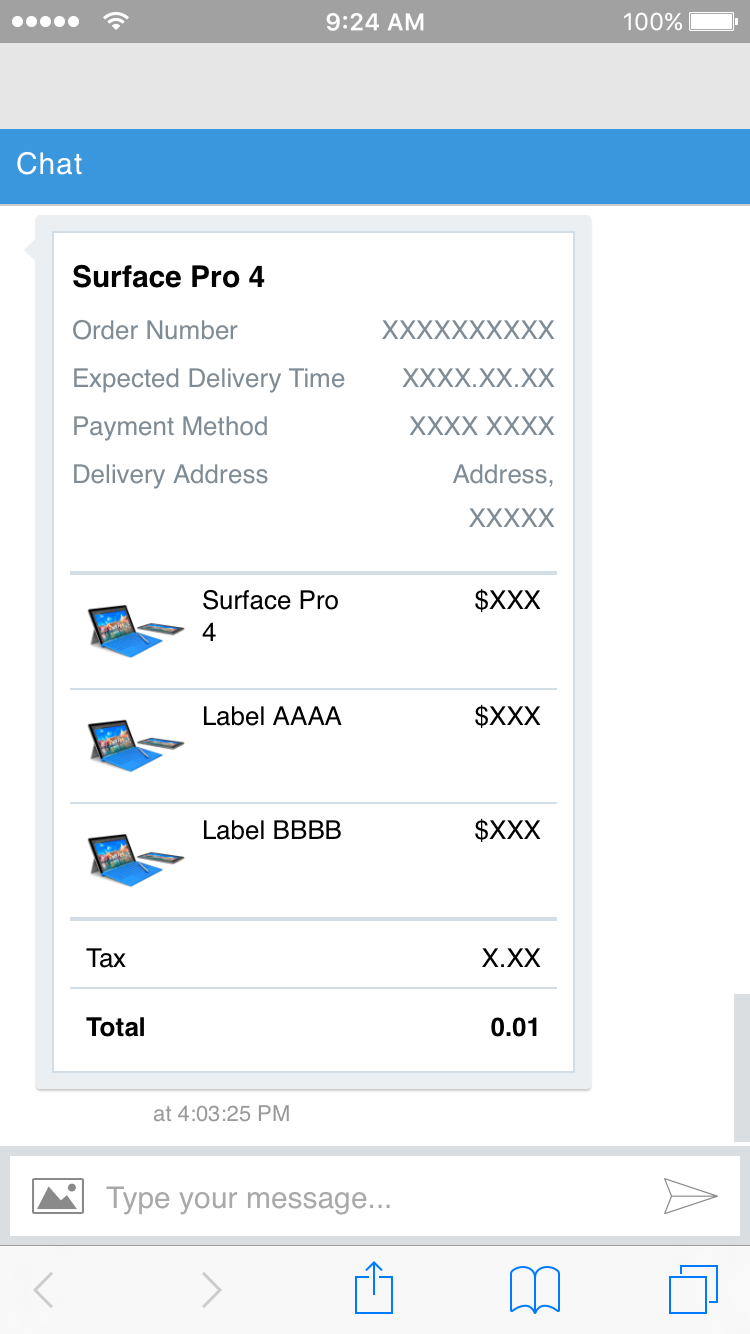 9:24 AM 100%
Chat
Surface Pro 4
Order Number XXXXXXXXXX
Expected Delivery Time XXXX.XX.XX
Payment Method XXXX XXXX
Delivery Address Address,
XXXXX
Surface Pro $XXX
4
Label AAAA $XXX
Label BBBB $XXX
Tax X.XX
Total 0.01
at 4:03:25 PM
Type your message...